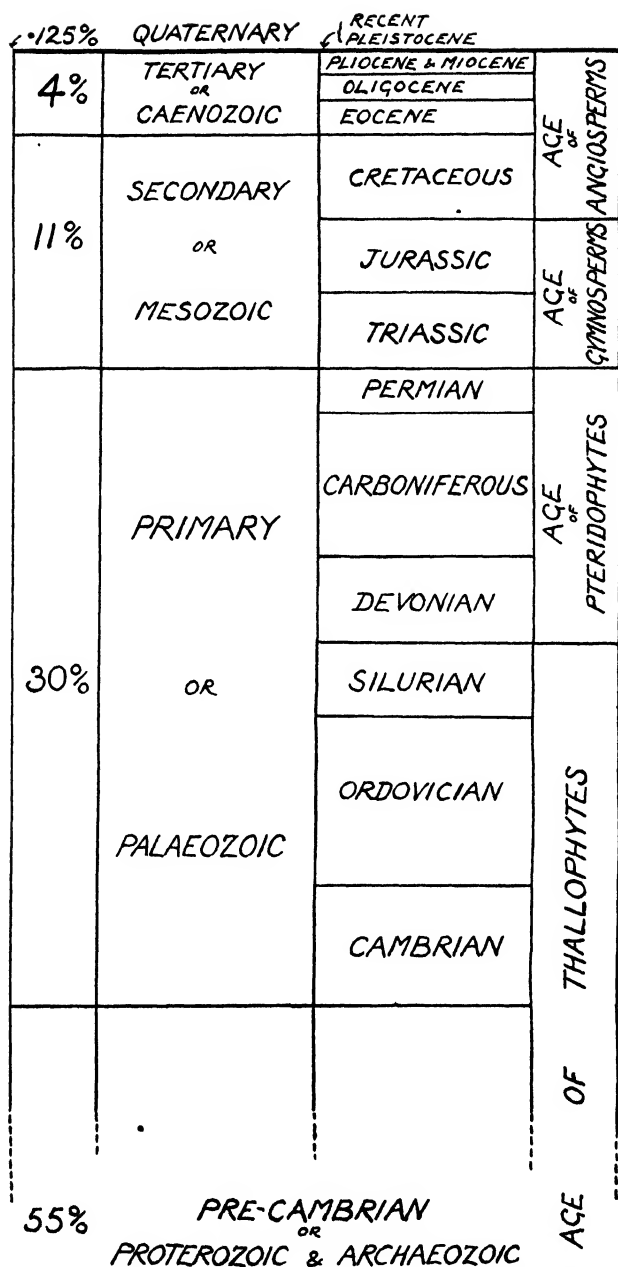 ·125% QUATERNARY RECENT
PLEISTOCENE
4% TERTIARY
OR
CAENOZOIC
PLIOCENE & MIOCENE
OLIGOCENE
EOCENE
11% SECONDARY
OR
MESOZOIC
CRETACEOUS
JURASSIC
TRIASSIC
30% PRIMARY
OR
PALAEOZOIC
PERMIAN
CARBONIFEROUS
DEVONIAN
SILURIAN
ORDOVICIAN
CAMBRIAN
AGE
OF
ANGIOSPERMS
AGE
OF
GYMNOSPERMS
AGE
OF
PTERIDOPHYTES
AGE OF THALLOPHYTES
55% PRE-CAMBRIAN
OR
PROTEROZOIC & ARCHAEOZOIC